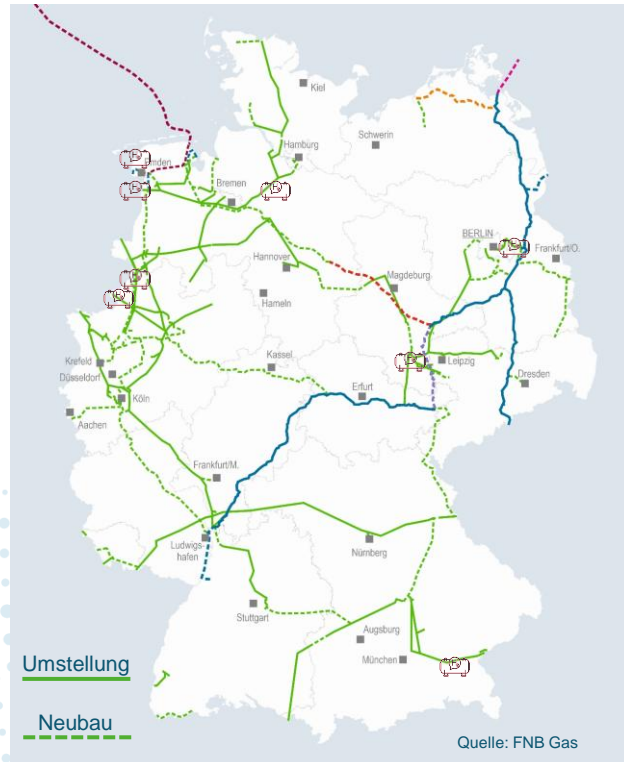 Kiel
Schwerin
Hamburg
Emden
Bremen
BERLIN
Frankfurt/O.
Hannover
Magdeburg
Hameln
Krefeld
Düsseldorf
Kassel
Leipzig
Dresden
Köln
Erfurt
Aachen
Frankfurt/M.
Ludwigs-
hafen
Nürnberg
Stuttgart
Augsburg
München
Umstellung
Neubau
Quelle: FNB Gas